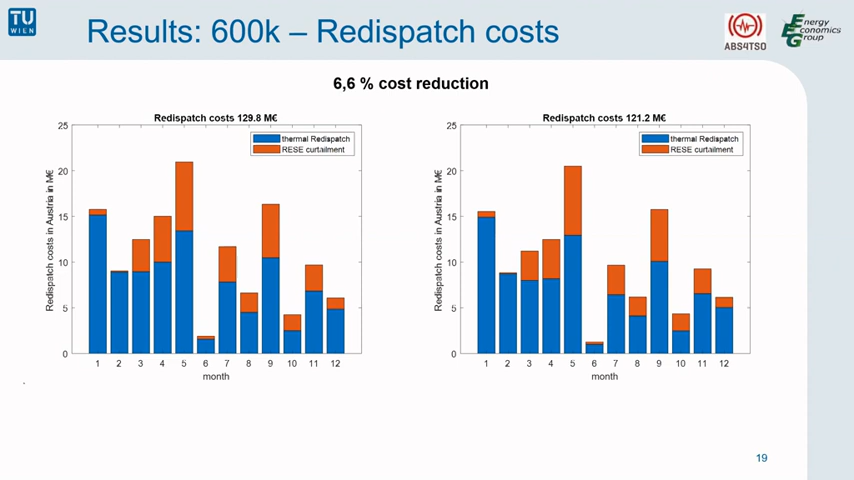 TU
WIEN
Results: 600k – Redispatch costs
ABS4TSO
Energy
Economics
Group
6,6 % cost reduction
Redispatch costs 129.8 M€
Redispatch costs in Austria in M€
25
20
15
10
5
0
thermal Redispatch
RESE curtailment
1 2 3 4 5 6 7 8 9 10 11 12
month
Redispatch costs 121.2 M€
Redispatch costs in Austria in M€
25
20
15
10
5
0
thermal Redispatch
RESE curtailment
1 2 3 4 5 6 7 8 9 10 11 12
month
19